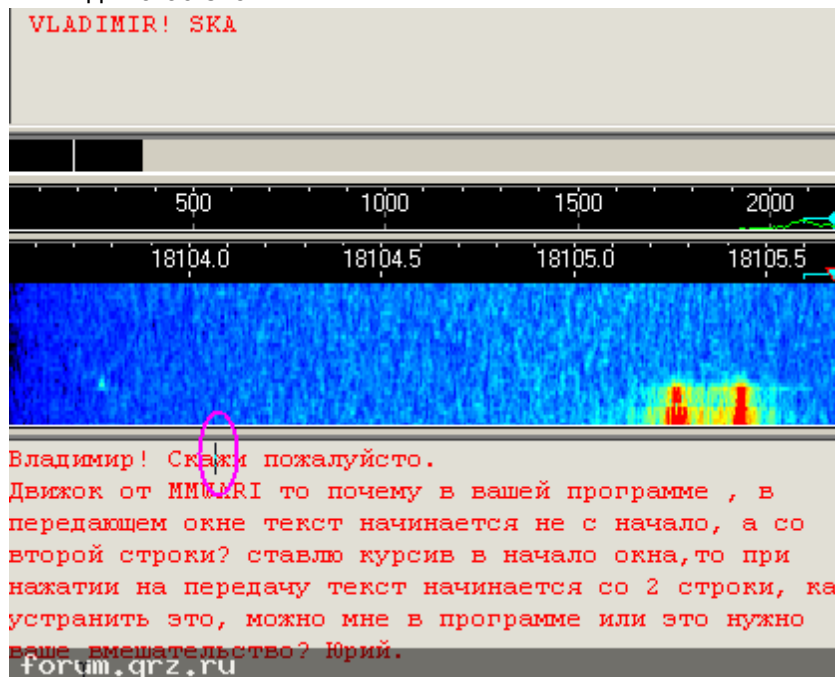 VLADIMIR! SKA
500 1000 1500 2000
18104.0 18104.5 18105.0 18105.5
Владимир! Скажи пожалуйсто.
Движок от MMVARI то почему в вашей программе , в
передающем окне текст начинается не с начало, а со
второй строки? ставлю курсив в начало окна,то при
нажатии на передачу текст начинается со 2 строки, ка
устранить это, можно мне в программе или это нужно
ваше вмешательство? Юрий.
forum.qrz.ru